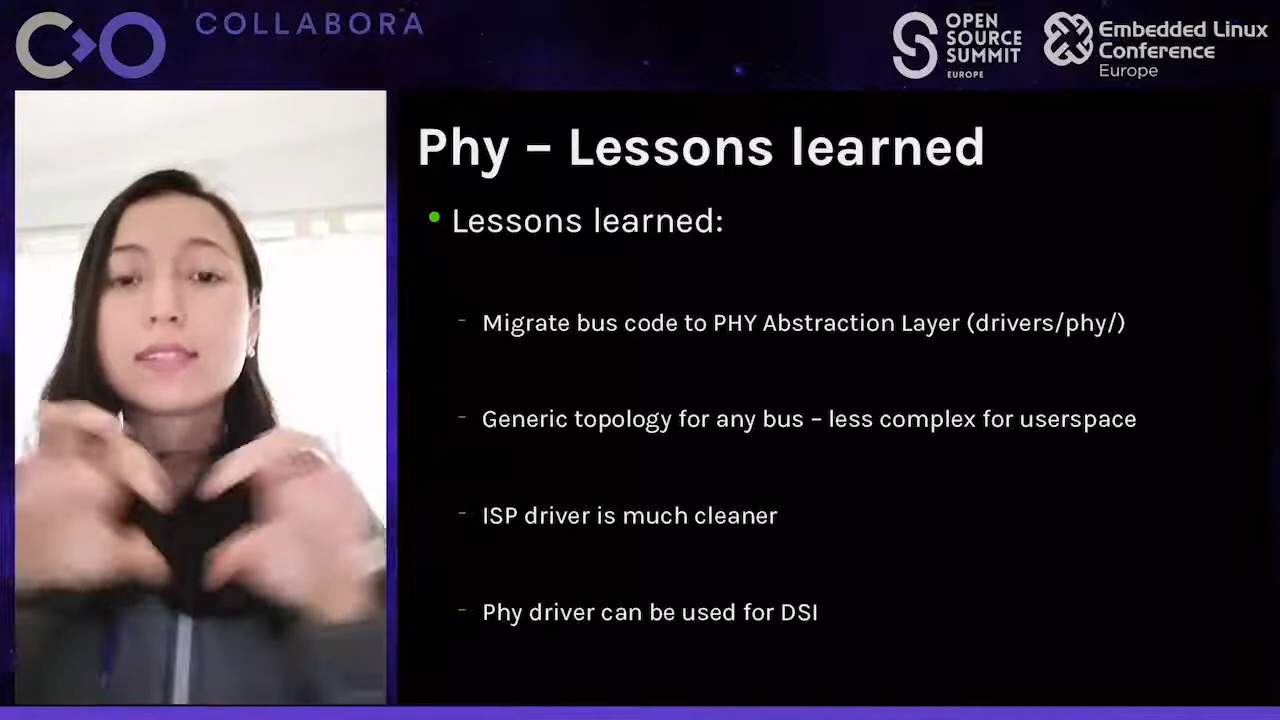 COLLABORA
OPEN
SOURCE
SUMMIT
EUROPE
Embedded Linux
Conference
Europe
Phy – Lessons learned
Lessons learned:
– Migrate bus code to PHY Abstraction Layer (drivers/phy/)
– Generic topology for any bus – less complex for userspace
– ISP driver is much cleaner
– Phy driver can be used for DSI